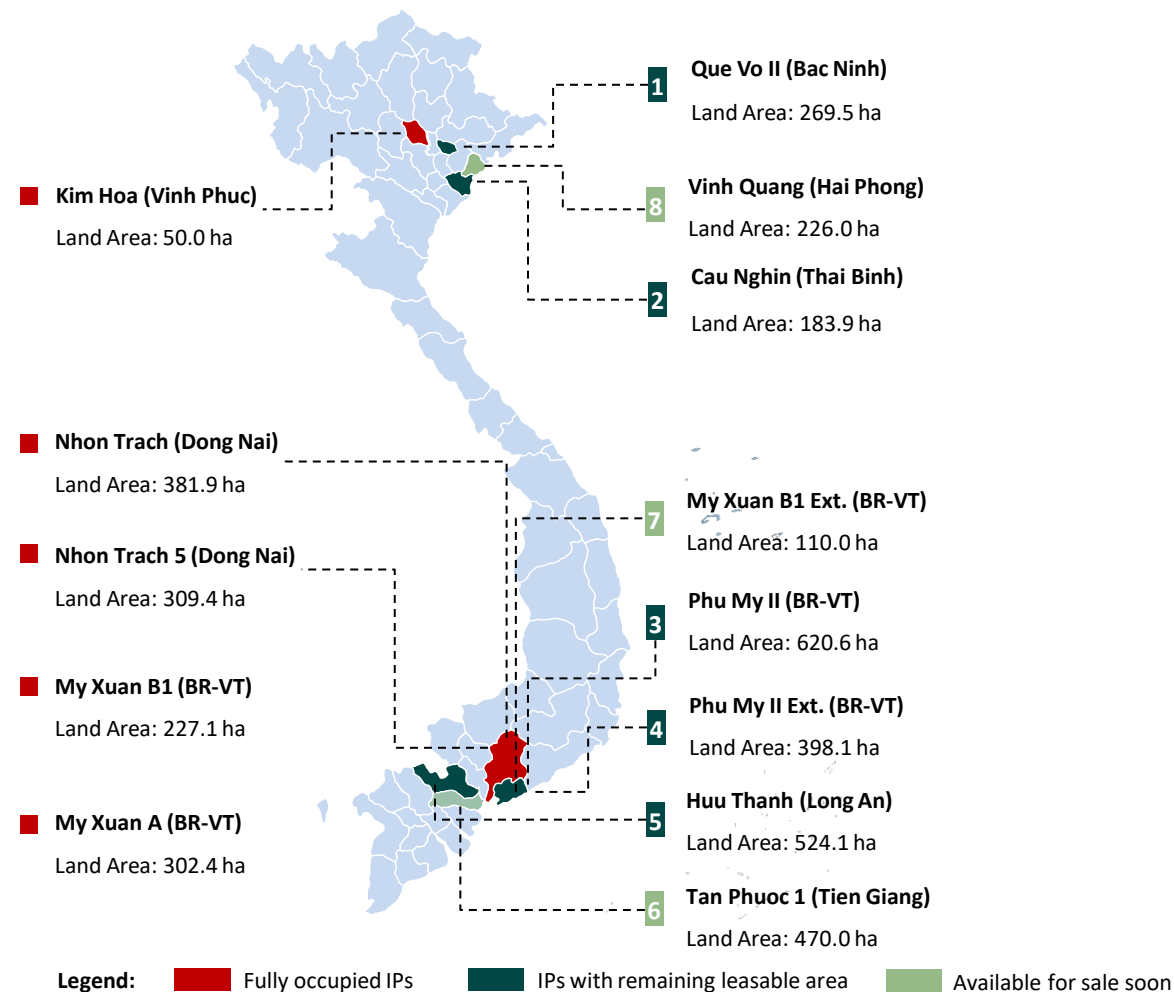 Kim Hoa (Vinh Phuc)
Land Area: 50.0 ha
Nhon Trach (Dong Nai)
Land Area: 381.9 ha
Nhon Trach 5 (Dong Nai)
Land Area: 309.4 ha
My Xuan B1 (BR-VT)
Land Area: 227.1 ha
My Xuan A (BR-VT)
Land Area: 302.4 ha
1
Que Vo II (Bac Ninh)
Land Area: 269.5 ha
8
Vinh Quang (Hai Phong)
Land Area: 226.0 ha
2
Cau Nghin (Thai Binh)
Land Area: 183.9 ha
7
My Xuan B1 Ext. (BR-VT)
Land Area: 110.0 ha
3
Phu My II (BR-VT)
Land Area: 620.6 ha
4
Phu My II Ext. (BR-VT)
Land Area: 398.1 ha
5
Huu Thanh (Long An)
Land Area: 524.1 ha
6
Tan Phuoc 1 (Tien Giang)
Land Area: 470.0 ha
Legend: Fully occupied IPs IPs with remaining leasable area Available for sale soon